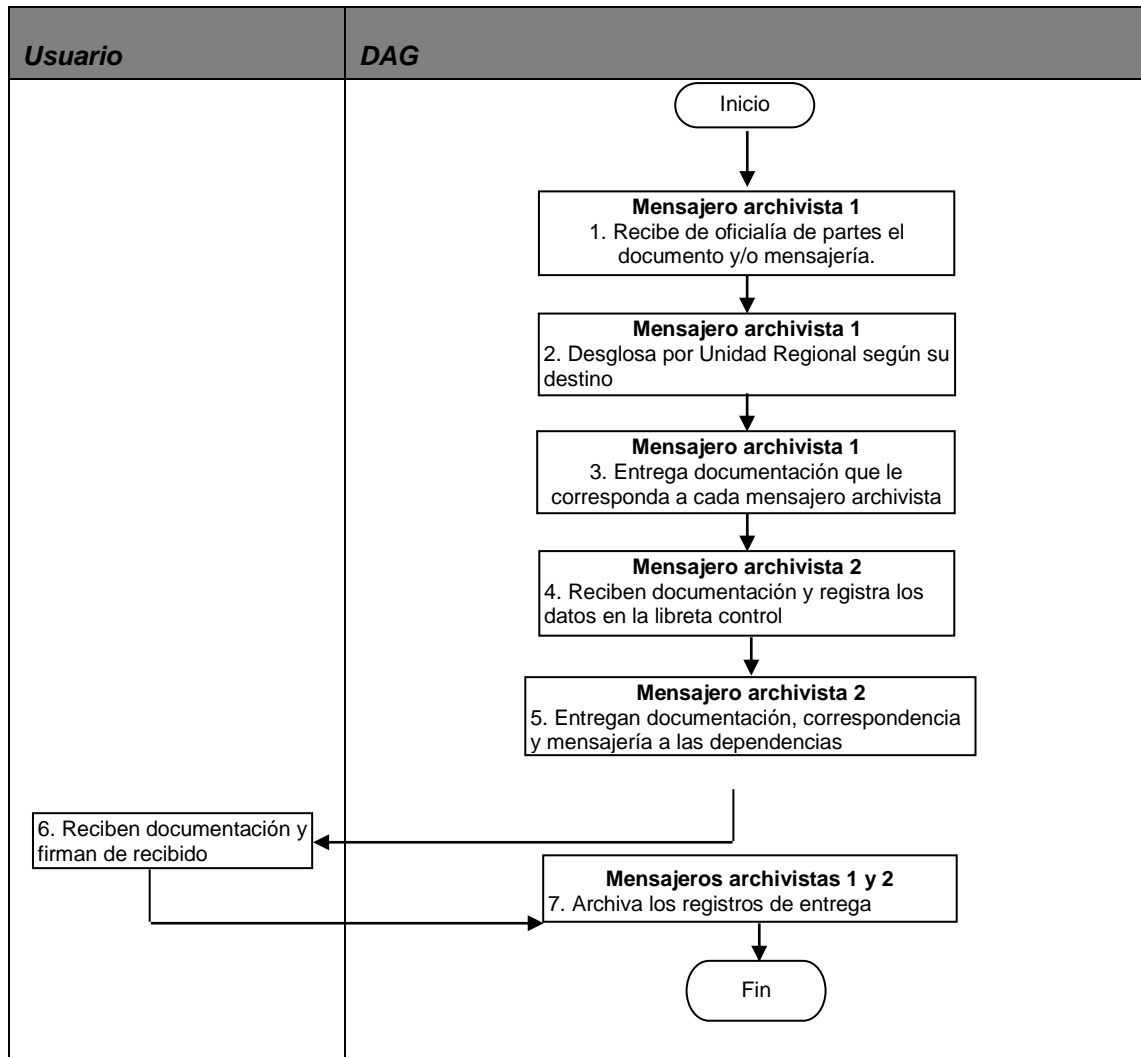 Usuario
DAG
Inicio
Mensajero archivista 1
1. Recibe de oficialía de partes el
documento y/o mensajería.
Mensajero archivista 1
2. Desglosa por Unidad Regional según su
destino
Mensajero archivista 1
3. Entrega documentación que le
corresponda a cada mensajero archivista
Mensajero archivista 2
4. Reciben documentación y registra los
datos en la libreta control
Mensajero archivista 2
5. Entregan documentación, correspondencia
y mensajería a las dependencias
6. Reciben documentación y
firman de recibido
Mensajeros archivistas 1 y 2
7. Archiva los registros de entrega
Fin